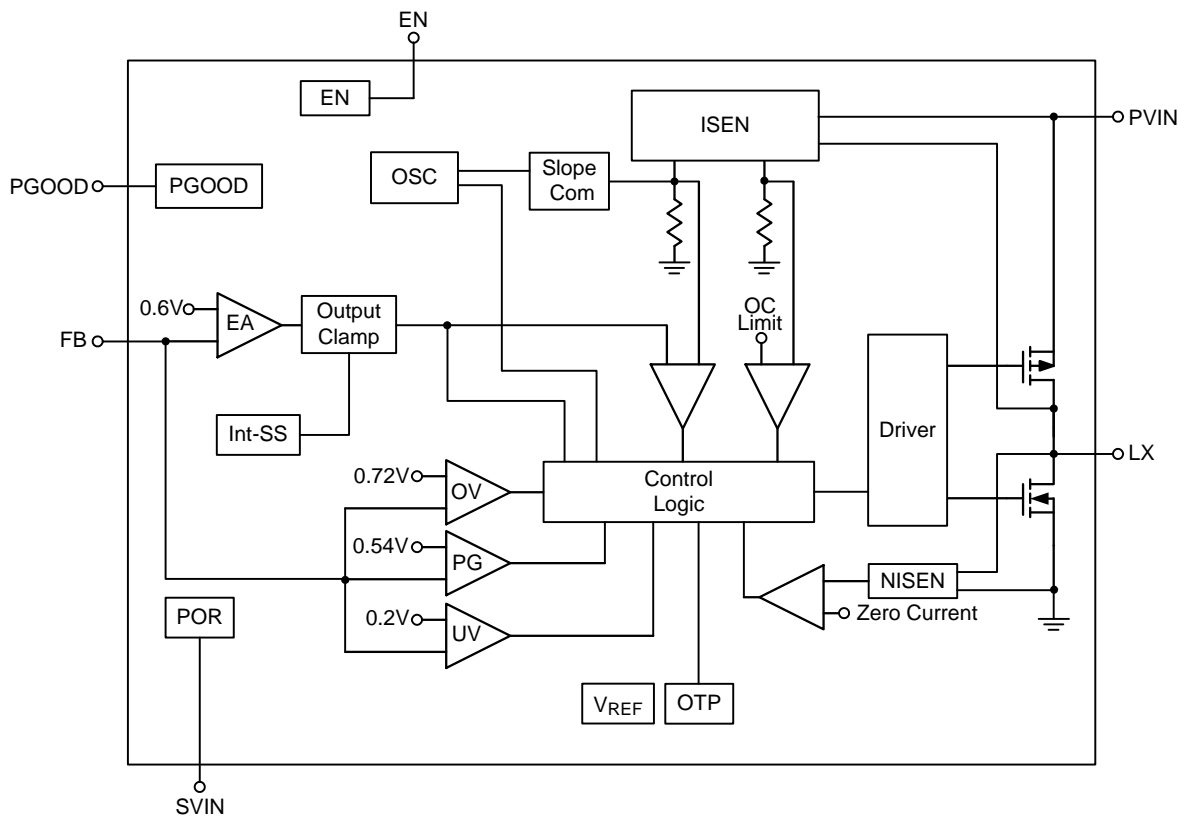 EN
EN
ISEN
PVIN
PGOOD
PGOOD
OSC
Slope
Com
0.6V
EA
Output
Clamp
OC
Limit
FB
Int-SS
Driver
LX
0.72V
OV
Control
Logic
0.54V
PG
NISEN
POR
0.2V
UV
Zero Current
VREF
OTP
SVIN